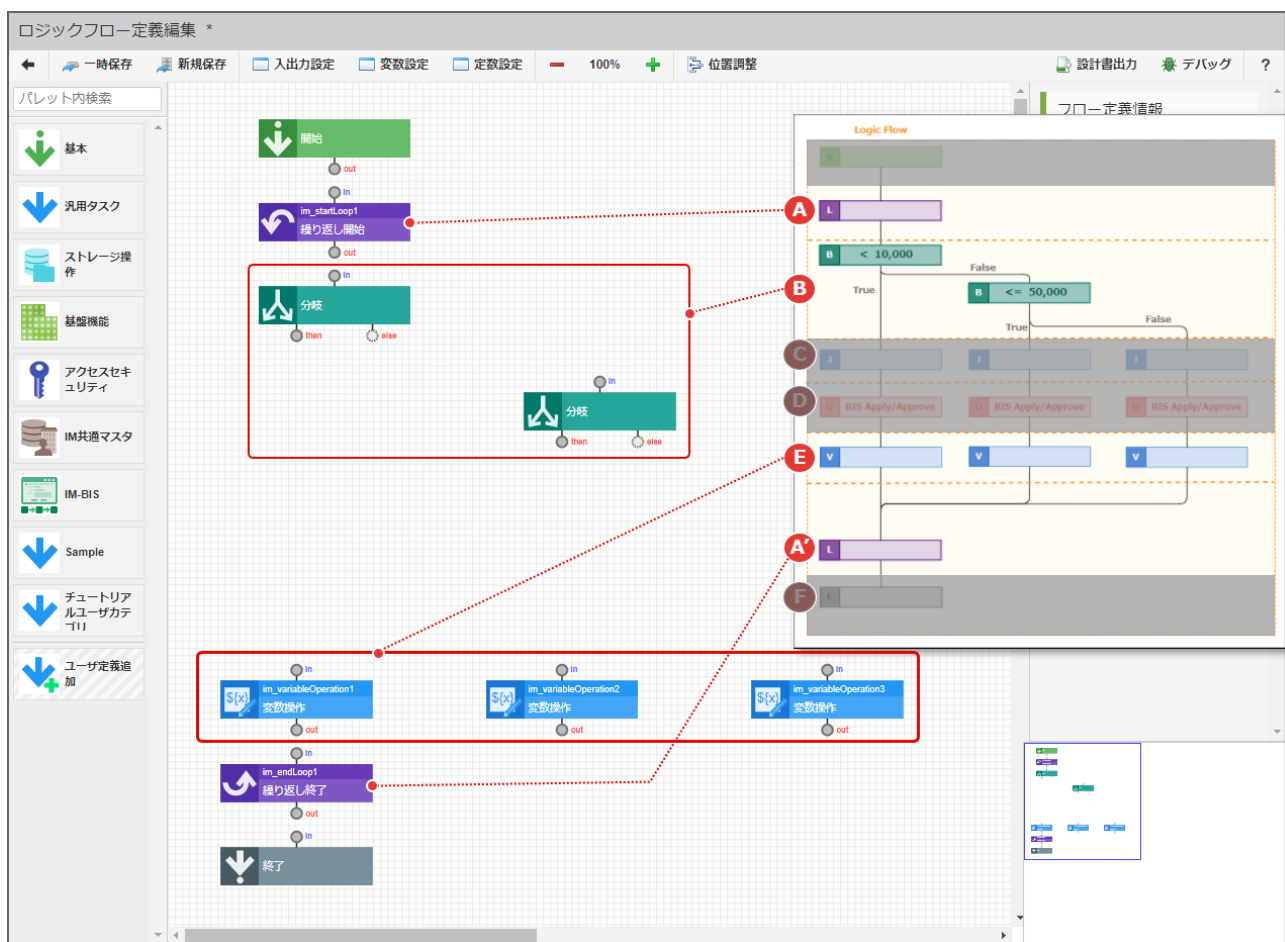 ロジックフロー定義編集 *
一時保存 新規保存 入出力設定 変数設定 定数設定 100% 位置調整 設計書出力 デバッグ ?
パレット内検索
基本
汎用タスク
ストレージ操
作
基盤機能
アクセスセキ
ュリティ
IM共通マスタ
IM-BIS
Sample
チュートリア
ルユーザカテ
ゴリ
ユーザ定義追
加
開始
out
in
im_startLoop1
繰り返し開始
out
in
分岐
then else
in
分岐
then else
in in in
im_variableOperation1 im_variableOperation2 im_variableOperation3
${x} 変数操作 ${x} 変数操作 ${x} 変数操作
out out out
in
im_endLoop1
繰り返し終了
out
in
終了
フロー定義情報
Logic Flow
S
A L
B < 10,000
False
B True B <= 50,000
True False
C J J J
D U BIS Apply/Approve U BIS Apply/Approve U BIS Apply/Approve
E V V V
A' L
F E